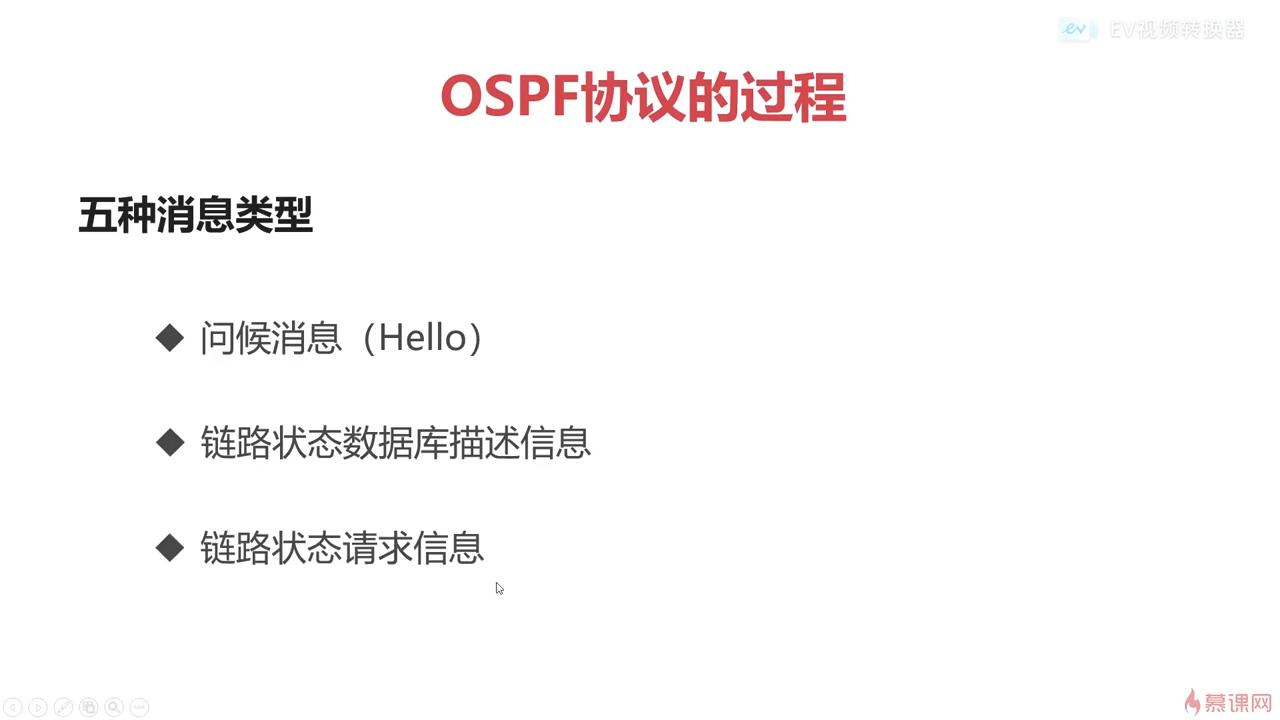 ev EV视频转换器
OSPF协议的过程
五种消息类型
◆ 问候消息（Hello）
◆ 链路状态数据库描述信息
◆ 链路状态请求信息
慕课网